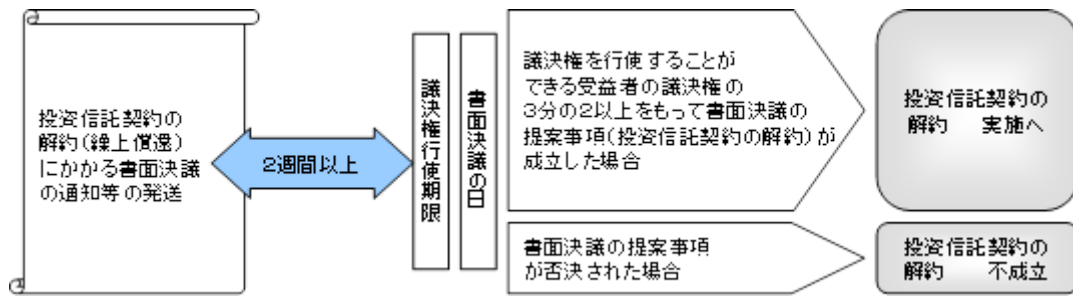 投資信託契約の
解約(繰上償還)
にかかる書面決議
の通知等の発送
2週間以上
議決権行使期限
書面決議の日
議決権を行使することが
できる受益者の議決権の
3分の2以上をもって書面決議の
提案事項(投資信託契約の解約)が
成立した場合
投資信託契約の
解約　実施へ
書面決議の提案事項
が否決された場合
投資信託契約の
解約　不成立